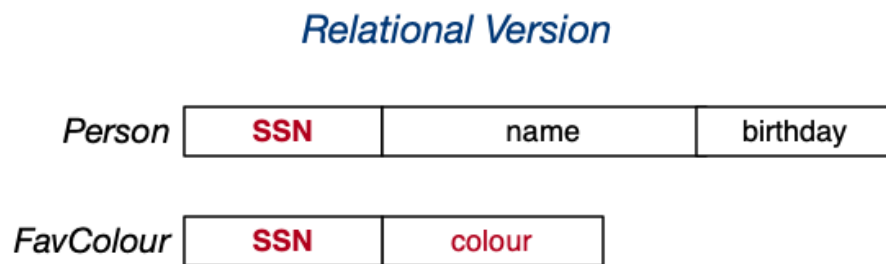 Relational Version
Person SSN name birthday
FavColour SSN colour